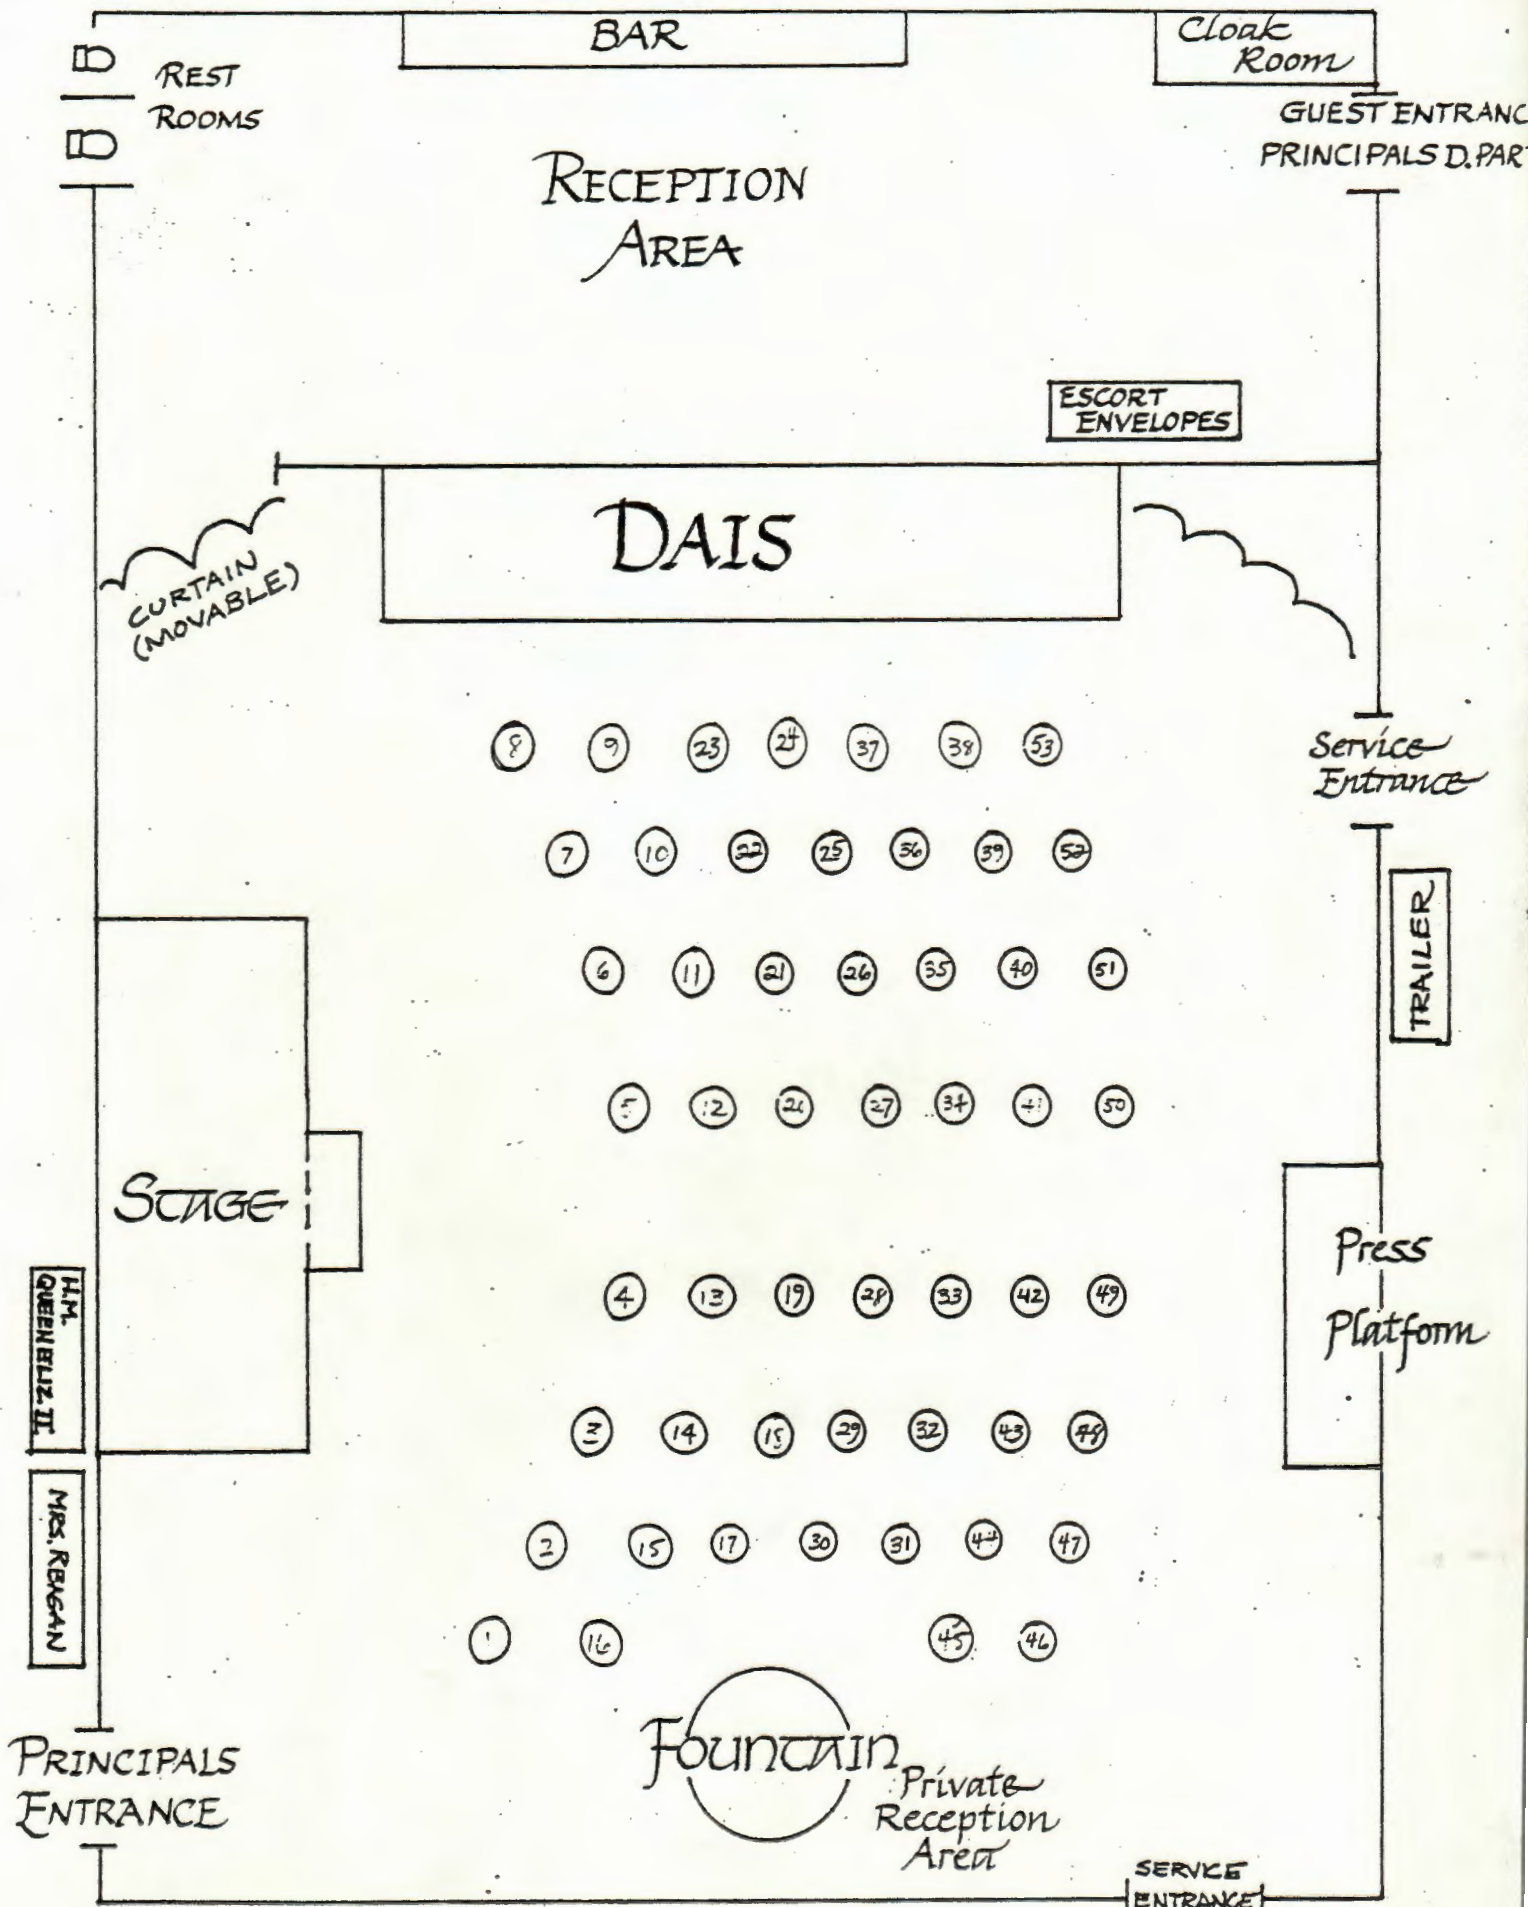 BAR
Cloak
Room
REST
ROOMS
GUEST ENTRANC
PRINCIPALS D.PAR
RECEPTION
AREA
ESCORT
ENVELOPES
DAIS
CURTAIN
(MOVABLE)
8 9 23 24 37 38 53
Service
Entrance
7 10 22 25 36 39 52
TRAILER
6 11 21 26 35 40 51
5 12 20 27 34 41 50
STAGE
Press
Platform
H.M.
QUEEN ELIZ. II.
4 13 19 28 33 42 49
3 14 18 29 32 43 48
MRS. REAGAN
2 15 17 30 31 44 47
1 16 45 46
FOUNTAIN
PRINCIPALS
ENTRANCE
Private
Reception
Area
SERVICE
ENTRANCE